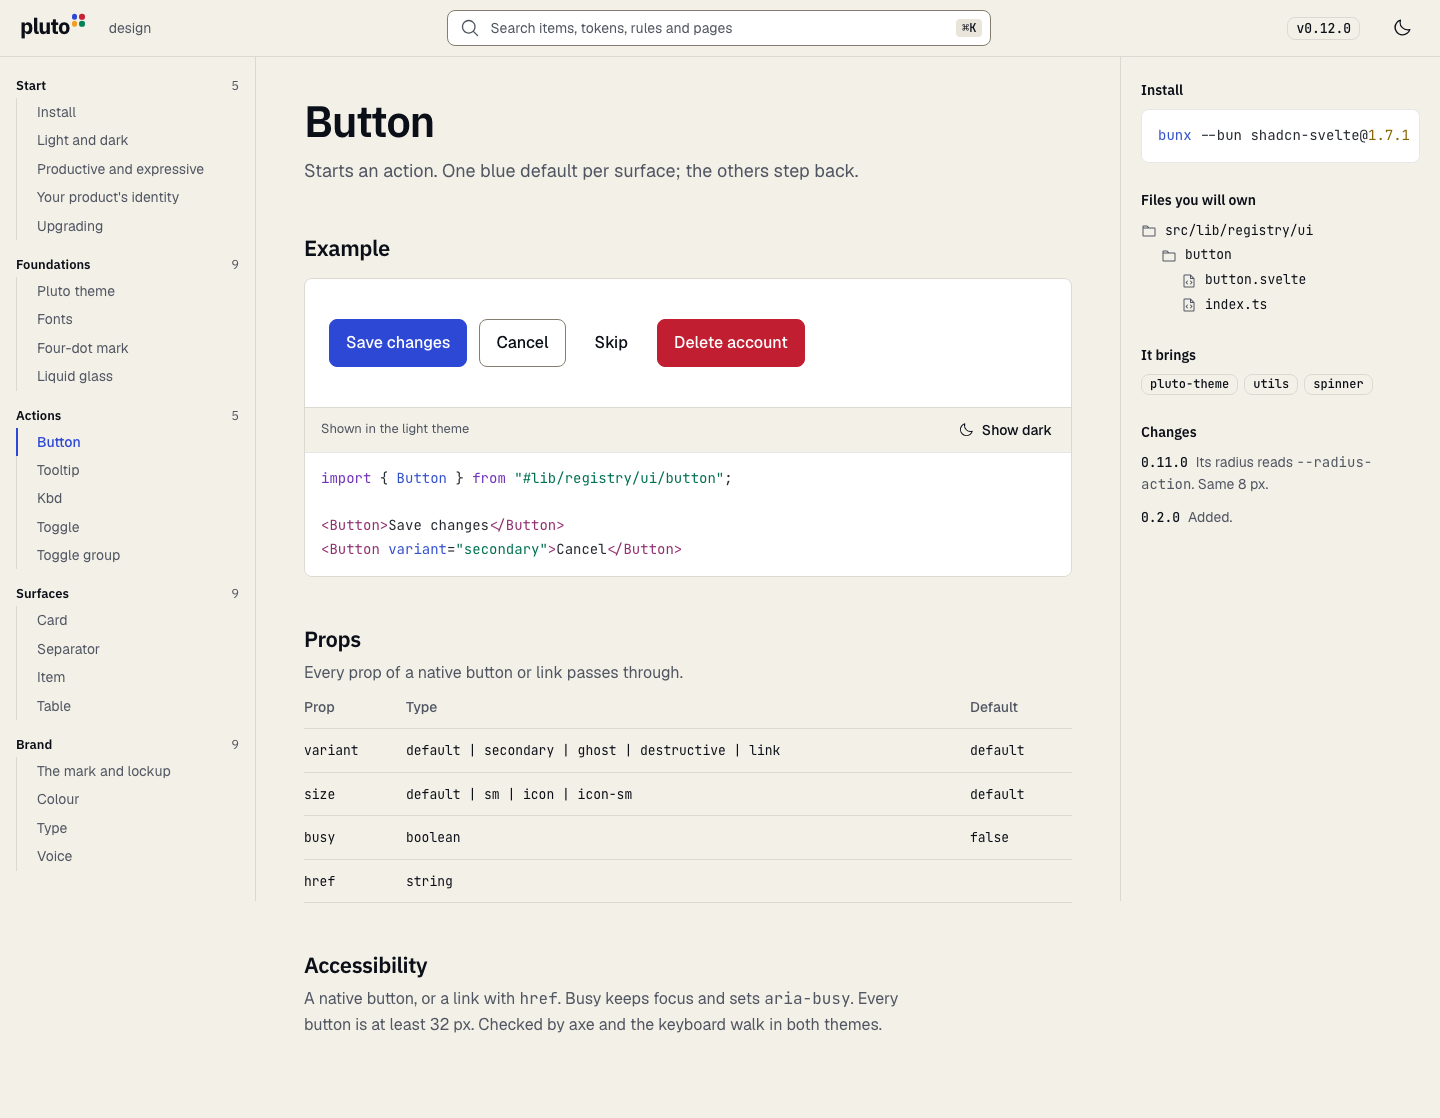 pluto design
Search items, tokens, rules and pages
⌘K
v0.12.0
Start 5
Install
Light and dark
Productive and expressive
Your product's identity
Upgrading
Foundations 9
Pluto theme
Fonts
Four-dot mark
Liquid glass
Actions 5
Button
Tooltip
Kbd
Toggle
Toggle group
Surfaces 9
Card
Separator
Item
Table
Brand 9
The mark and lockup
Colour
Type
Voice
Button
Starts an action. One blue default per surface; the others step back.
Example
Save changes Cancel Skip Delete account
Shown in the light theme Show dark
import { Button } from "#lib/registry/ui/button";
<Button>Save changes</Button>
<Button variant="secondary">Cancel</Button>
Props
Every prop of a native button or link passes through.
Prop Type Default
variant default | secondary | ghost | destructive | link default
size default | sm | icon | icon-sm default
busy boolean false
href string
Accessibility
A native button, or a link with href. Busy keeps focus and sets aria-busy. Every
button is at least 32 px. Checked by axe and the keyboard walk in both themes.
Install
bunx --bun shadcn-svelte@1.7.1
Files you will own
src/lib/registry/ui
button
button.svelte
index.ts
It brings
pluto-theme utils spinner
Changes
0.11.0 Its radius reads --radius-
action. Same 8 px.
0.2.0 Added.